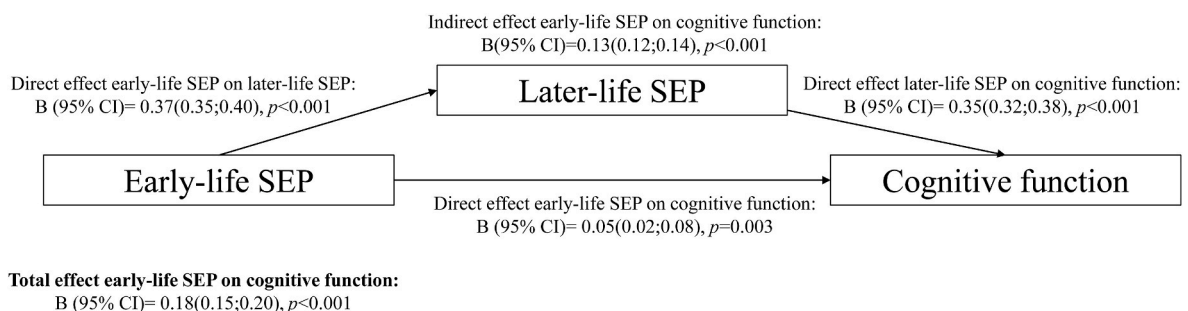 Indirect effect early-life SEP on cognitive function:
B(95% CI)=0.13(0.12;0.14), p<0.001
Direct effect early-life SEP on later-life SEP:
B (95% CI)= 0.37(0.35;0.40), p<0.001
Later-life SEP
Direct effect later-life SEP on cognitive function:
B (95% CI)= 0.35(0.32;0.38), p<0.001
Early-life SEP
Cognitive function
Direct effect early-life SEP on cognitive function:
B (95% CI)= 0.05(0.02;0.08), p=0.003
Total effect early-life SEP on cognitive function:
B (95% CI)= 0.18(0.15;0.20), p<0.001